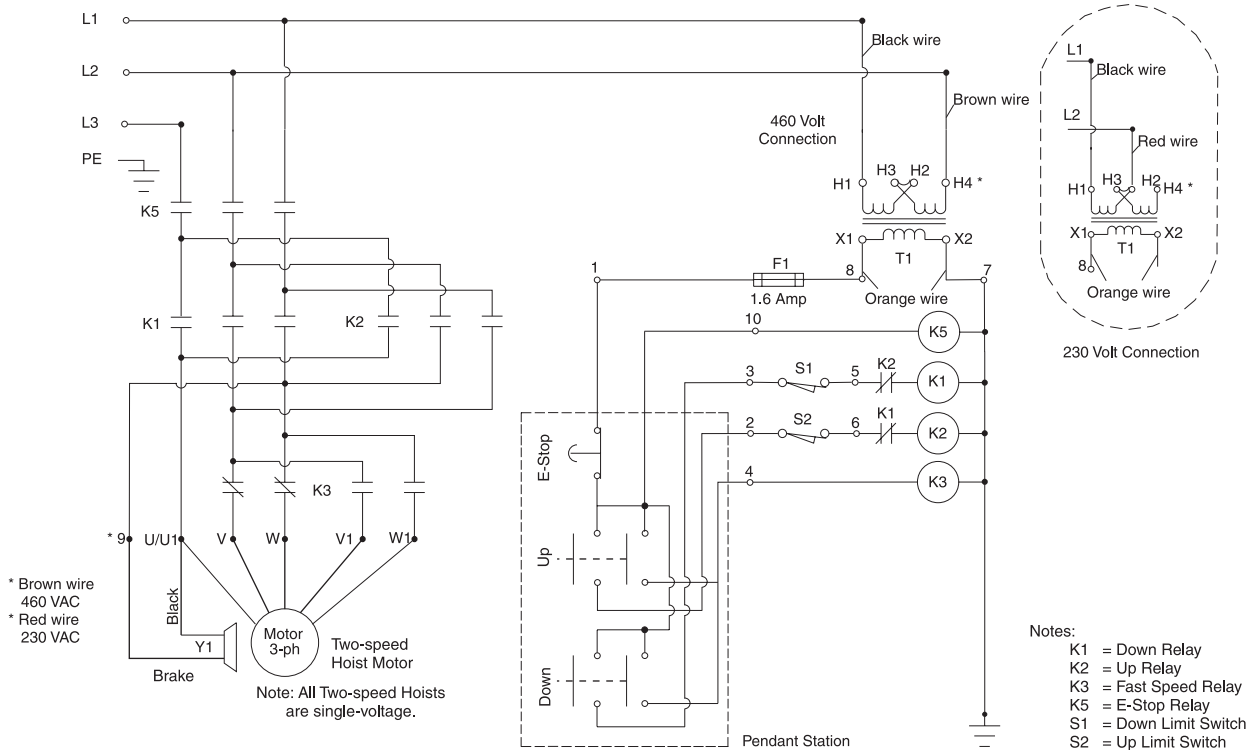 L1
L2
L3
PE
K5
K1
K2
K3
* 9
U/U1
V
W
V1
W1
* Brown wire
460 VAC
* Red wire
230 VAC
Black
Y1
Brake
Motor
3-ph
Two-speed
Hoist Motor
Note: All Two-speed Hoists
are single-voltage.
Black wire
Brown wire
460 Volt
Connection
H1
H3
H2
H4 *
X1
X2
T1
F1
1.6 Amp
8
Orange wire
7
1
10
K5
3
S1
5
K2
K1
2
S2
6
K1
K2
4
K3
E-Stop
Up
Down
Pendant Station
L1
Black wire
L2
Red wire
H1
H3
H2
H4 *
X1
X2
T1
8
Orange wire
230 Volt Connection
Notes:
K1 = Down Relay
K2 = Up Relay
K3 = Fast Speed Relay
K5 = E-Stop Relay
S1 = Down Limit Switch
S2 = Up Limit Switch